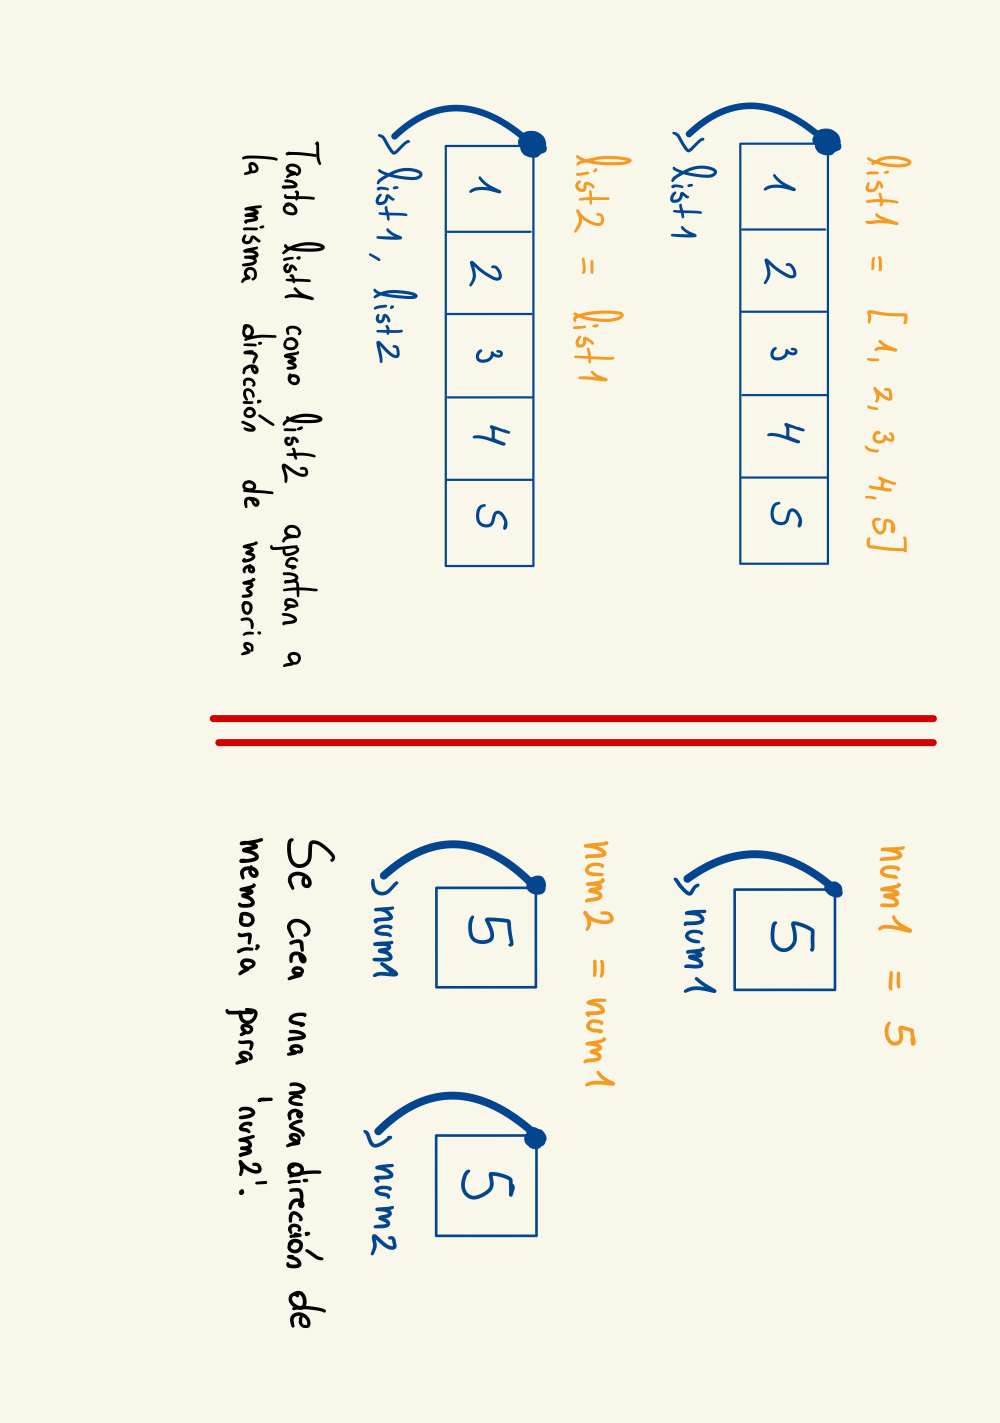 list1 = [ 1, 2, 3, 4, 5]
1 2 3 4 5
list1
list2 = list1
1 2 3 4 5
list1, list2
Tanto list1 como list2 apuntan a
la misma dirección de memoria
num1 = 5
5
num1
num2 = num1
5 5
num1 num2
Se crea una nueva dirección de
memoria para 'num2'.